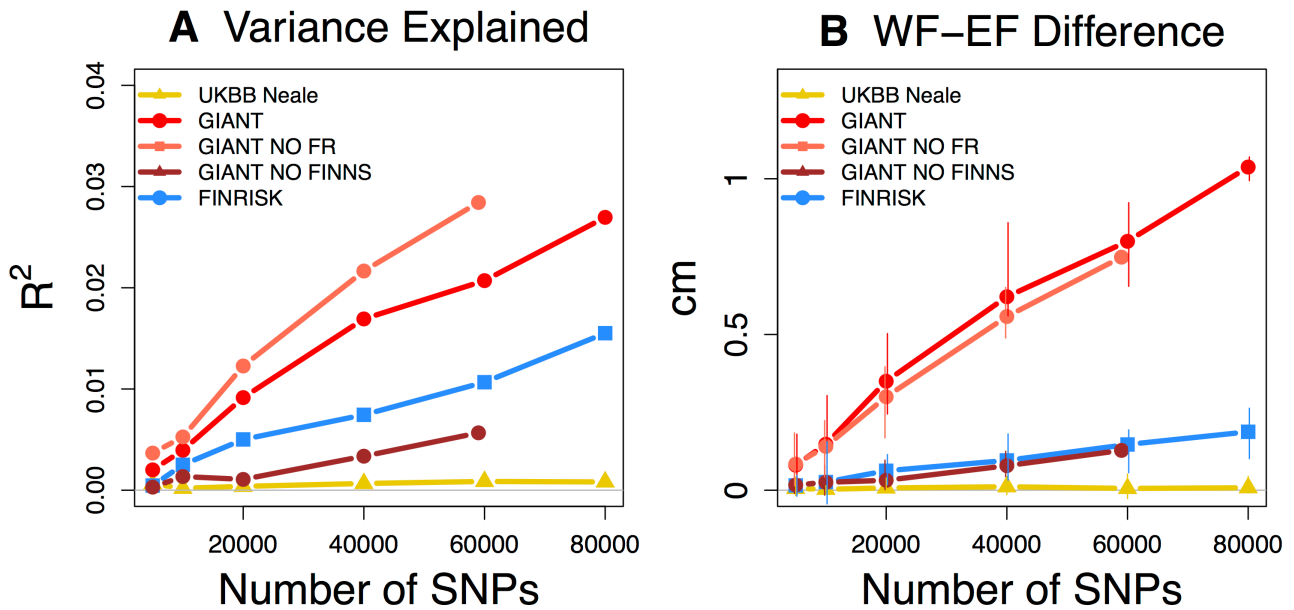 A Variance Explained
0.04
0.03
0.02
0.01
0.00
R²
UKBB Neale
GIANT
GIANT NO FR
GIANT NO FINNS
FINRISK
20000 40000 60000 80000
Number of SNPs
B WF−EF Difference
1
0.5
0
cm
UKBB Neale
GIANT
GIANT NO FR
GIANT NO FINNS
FINRISK
20000 40000 60000 80000
Number of SNPs